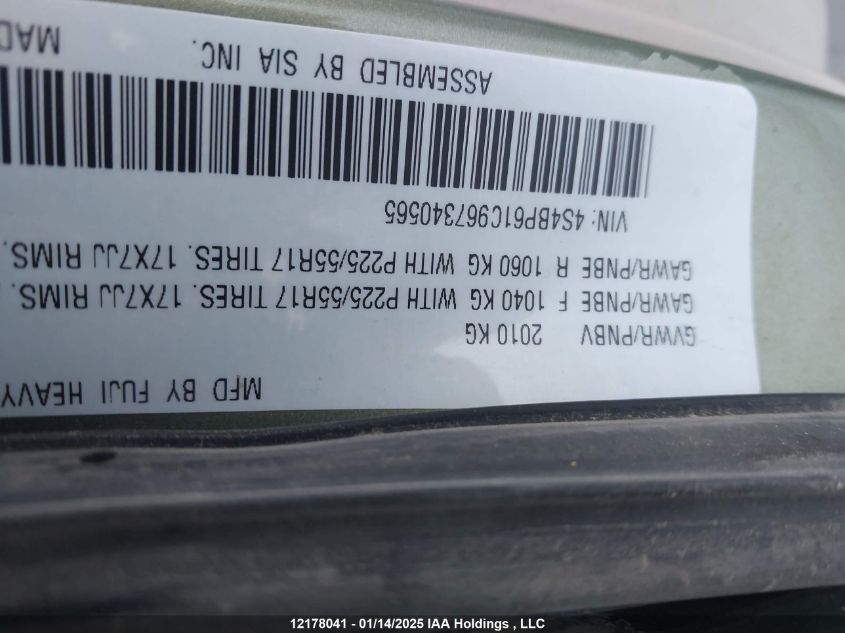 MFD BY FUJI HEAVY
GVWR/PNBV 2010 KG
GAWR/PNBE F 1040 KG WITH P225/55R17 TIRES. 17X7JJ RIMS.
GAWR/PNBE R 1060 KG WITH P225/55R17 TIRES. 17X7JJ RIMS.
VIN: 4S4BP61C967340565
ASSEMBLED BY SIA INC. MAD
12178041 - 01/14/2025 IAA Holdings , LLC